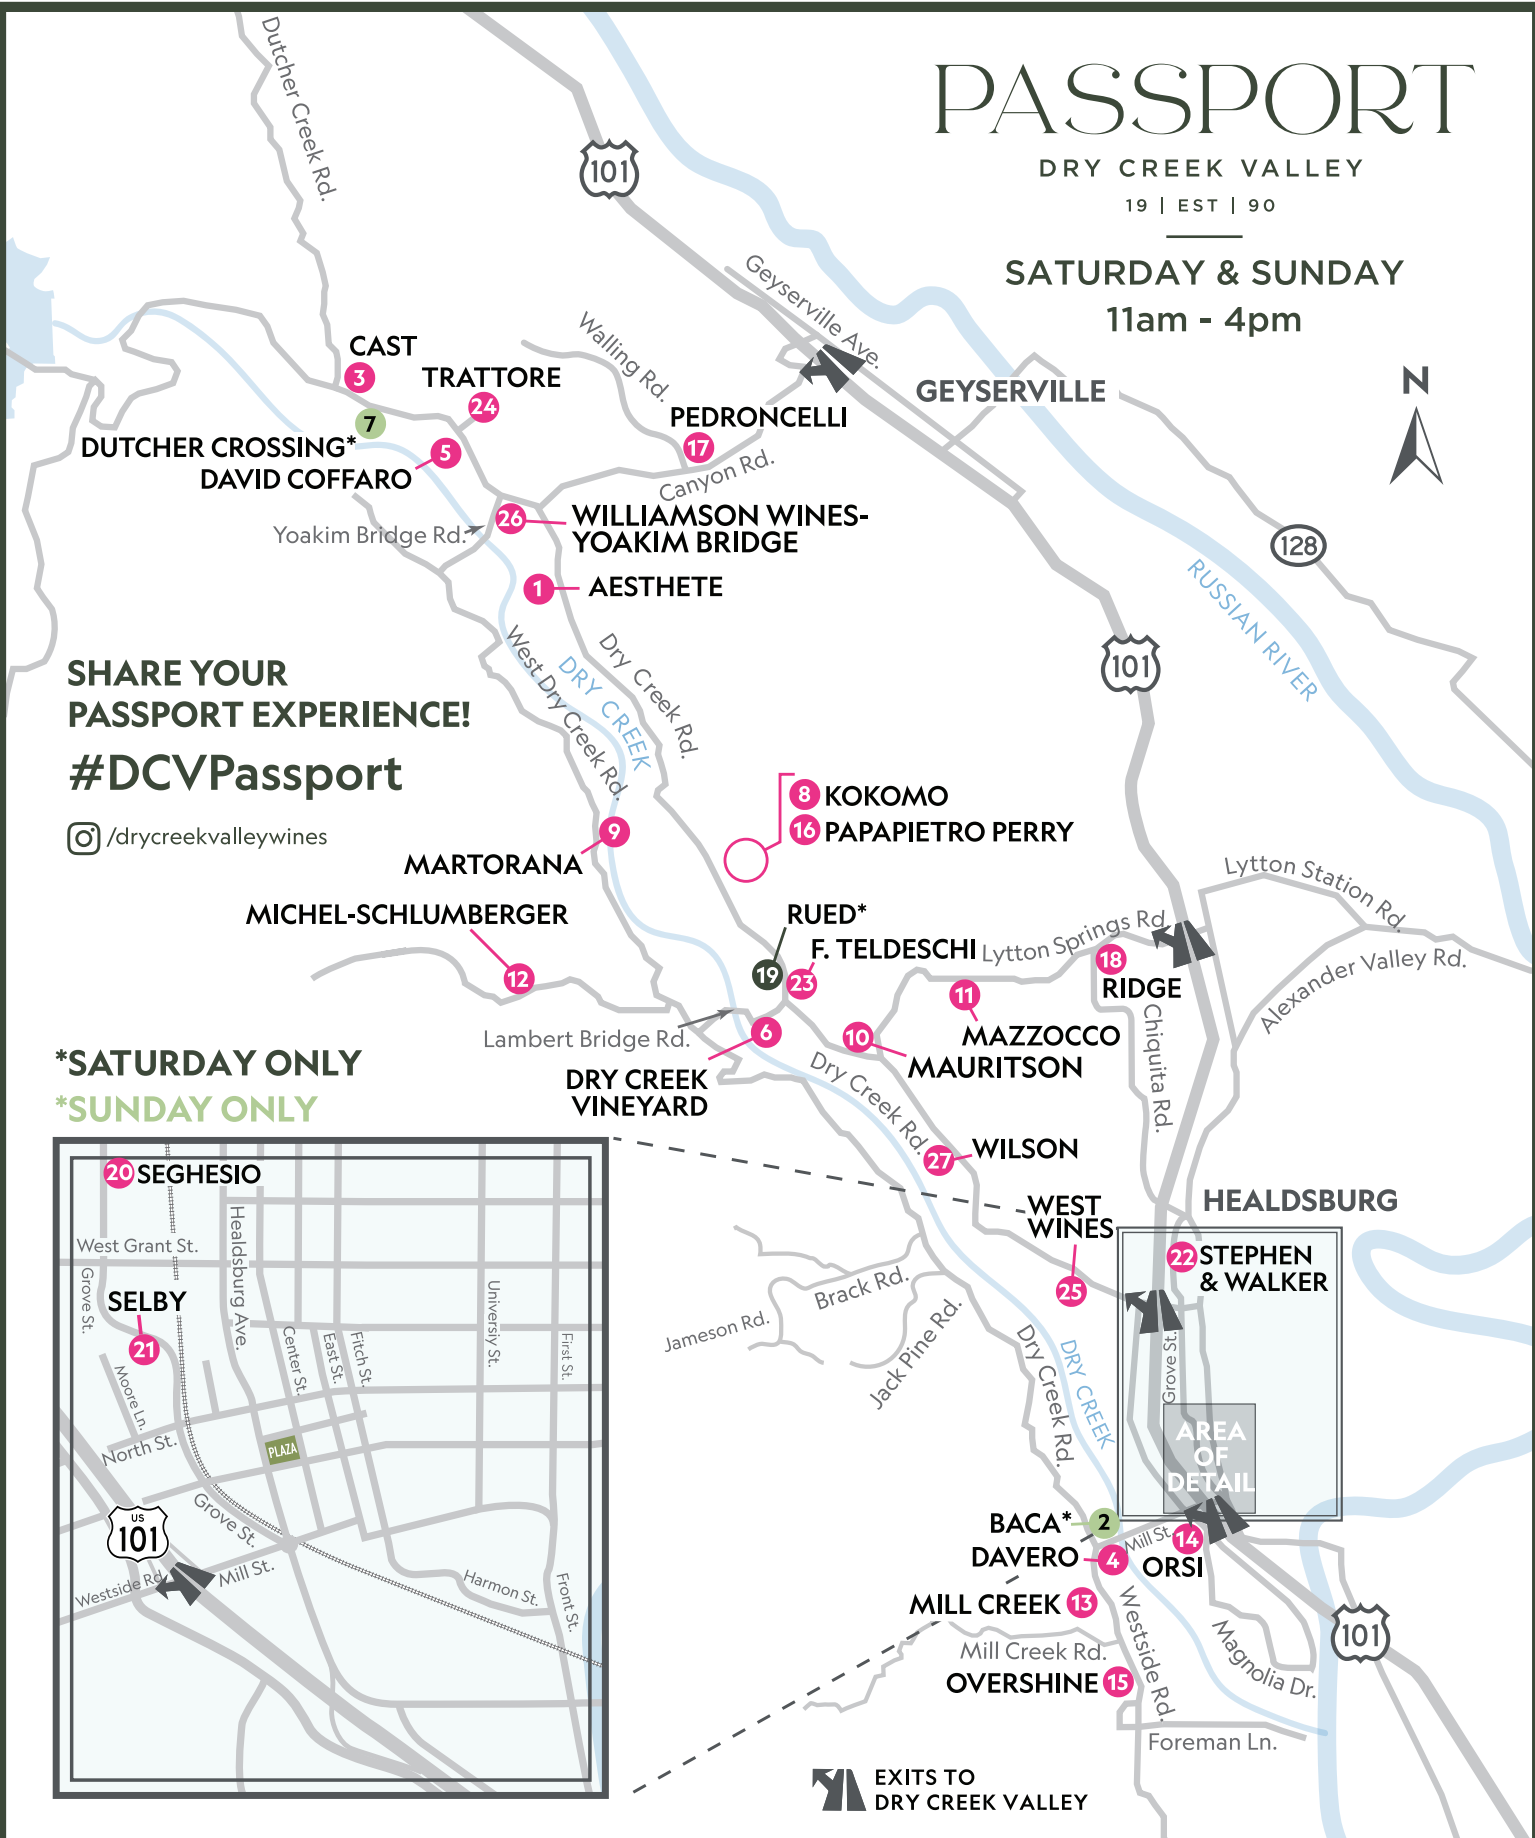 PASSPORT
DRY CREEK VALLEY
19 | EST | 90
SATURDAY & SUNDAY
11am - 4pm
N
Dutcher Creek Rd.
101
Geyserville Ave.
GEYSERVILLE
128
RUSSIAN RIVER
101
Walling Rd.
CAST
3
TRATTORE
24
7
DUTCHER CROSSING*
DAVID COFFARO
5
PEDRONCELLI
17
Canyon Rd.
Yoakim Bridge Rd.
26
WILLIAMSON WINES-
YOAKIM BRIDGE
1
AESTHETE
West Dry Creek Rd.
DRY CREEK
Dry Creek Rd.
SHARE YOUR
PASSPORT EXPERIENCE!
#DCVPassport
/drycreekvalleywines
8 KOKOMO
16 PAPAPIETRO PERRY
9
MARTORANA
MICHEL-SCHLUMBERGER
12
RUED*
19
F. TELDESCHI
23
Lytton Springs Rd
Lytton Station Rd.
Alexander Valley Rd.
18
RIDGE
11
MAZZOCCO
10
MAURITSON
Chiquita Rd.
Lambert Bridge Rd.
6
DRY CREEK
VINEYARD
Dry Creek Rd.
27
WILSON
*SATURDAY ONLY
*SUNDAY ONLY
WEST
WINES
25
HEALDSBURG
22 STEPHEN
& WALKER
Grove St.
AREA
OF
DETAIL
Brack Rd.
Jameson Rd.
Jack Pine Rd.
Dry Creek Rd.
DRY CREEK
BACA*
2
DAVERO
4
Mill St.
14
ORSI
MILL CREEK
13
Mill Creek Rd.
OVERSHINE
15
Westside Rd.
Magnolia Dr.
101
Foreman Ln.
EXITS TO
DRY CREEK VALLEY
20 SEGHESIO
West Grant St.
Grove St.
Healdsburg Ave.
SELBY
21
Moore Ln.
Center St.
East St.
Fitch St.
Universiy St.
First St.
North St.
PLAZA
Grove St.
US
101
Westside Rd.
Mill St.
Harmon St.
Front St.